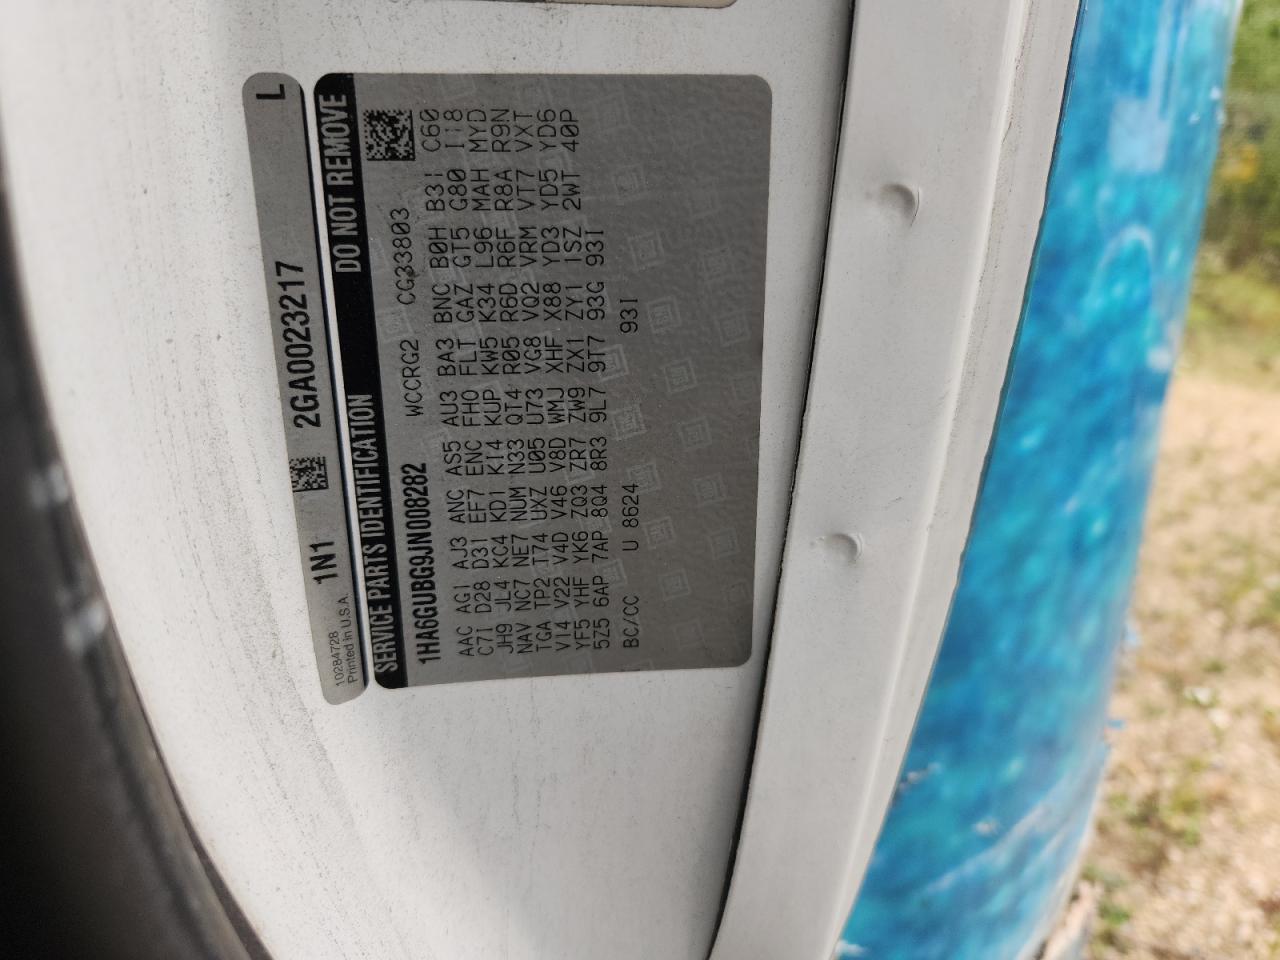 10284728
Printed in U.S.A.
1N1 2GA0023217 L
SERVICE PARTS IDENTIFICATION DO NOT REMOVE
1HA6GUBG9JN008282 WCCRG2 CG33803
AAC AG1 AJ3 ANC AS5 AU3 BA3 BNC B0H B3I C60
C7I D28 D31 EF7 ENC FHO FLT GAZ GT5 G80 I18
JH9 JL4 KC4 KD1 KI4 KUP KW5 K34 L96 MAH MYD
NAV NC7 NE7 NUM N33 QT4 R05 R6D R6F R8A R9N
TGA TP2 T74 UXZ U05 U73 VG8 VQ2 VRM VT7 VXT
VI4 V22 V4D V46 V8D WMJ XHF X88 YD3 YD5 YD6
YF5 YHF YK6 ZQ3 ZR7 ZW9 ZX1 ZY1 1SZ 2WT 40P
5Z5 6AP 7AP 8Q4 8R3 9L7 9T7 93G 93I
BC/CC U 8624 93I